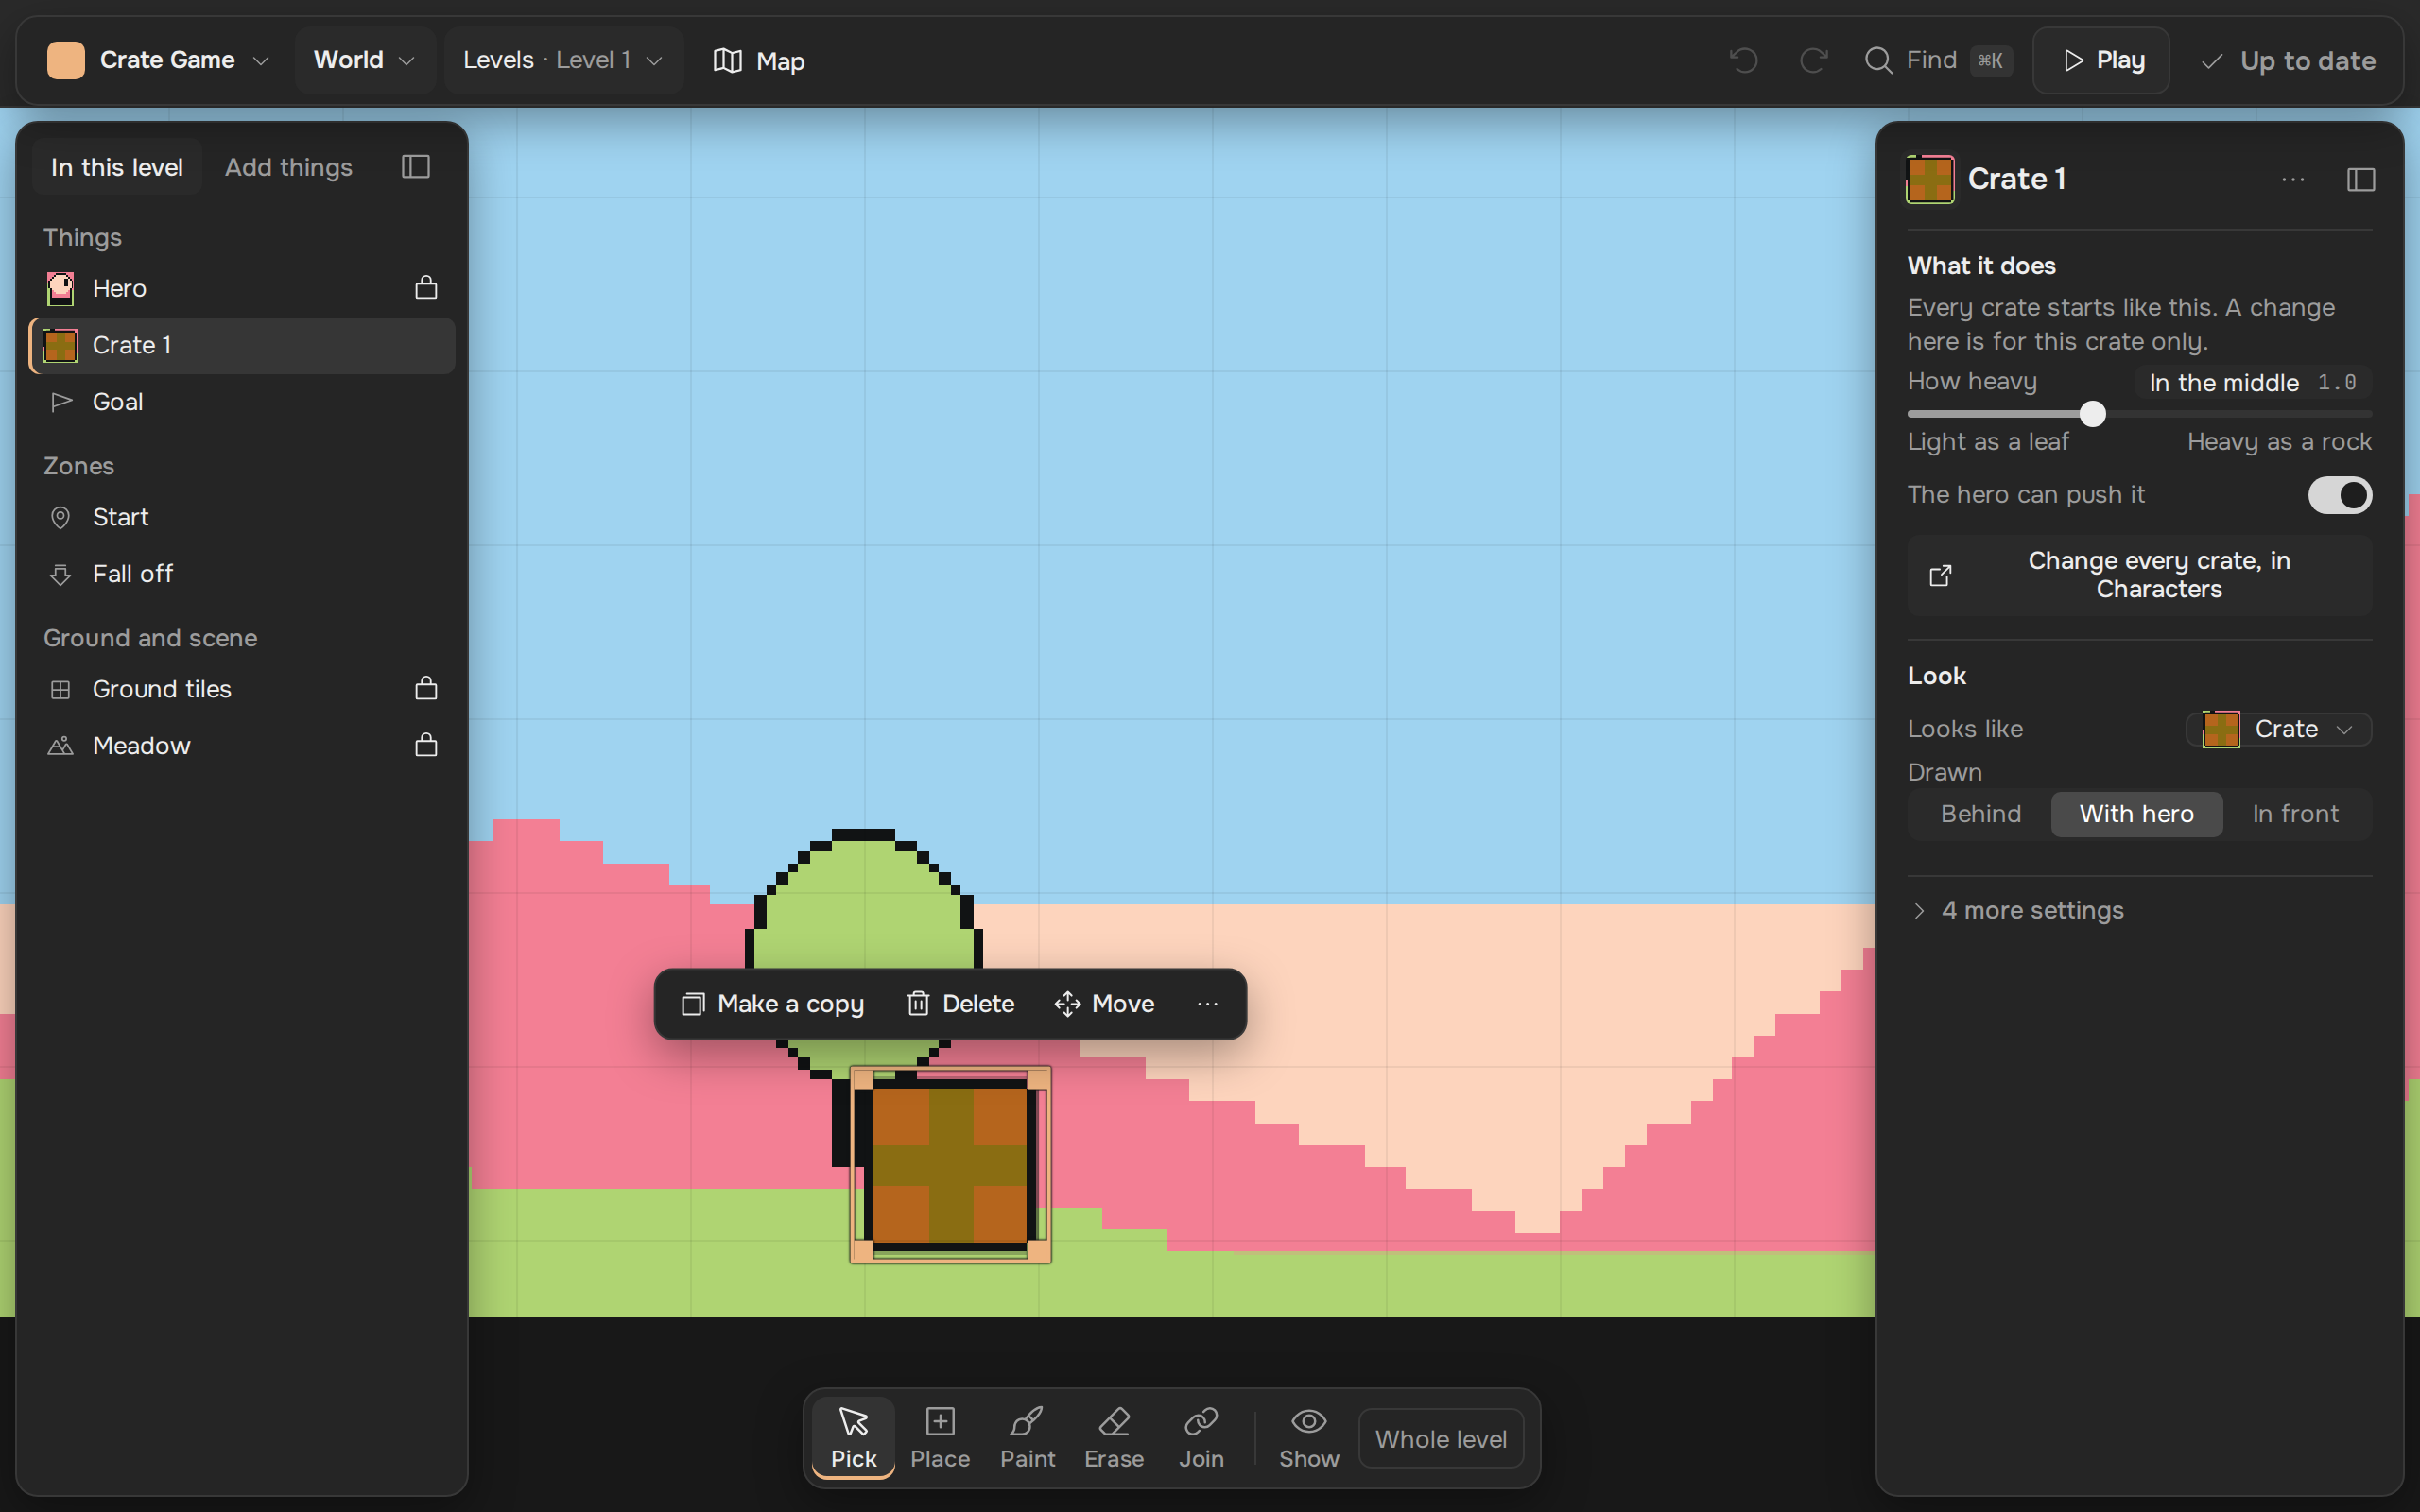 Crate Game World Levels · Level 1 Map Find ⌘K Play Up to date
In this level Add things
Things
Hero
Crate 1
Goal
Zones
Start
Fall off
Ground and scene
Ground tiles
Meadow
Make a copy Delete Move
Pick Place Paint Erase Join Show Whole level
Crate 1
What it does
Every crate starts like this. A change
here is for this crate only.
How heavy In the middle 1.0
Light as a leaf Heavy as a rock
The hero can push it
Change every crate, in
Characters
Look
Looks like Crate
Drawn
Behind With hero In front
4 more settings